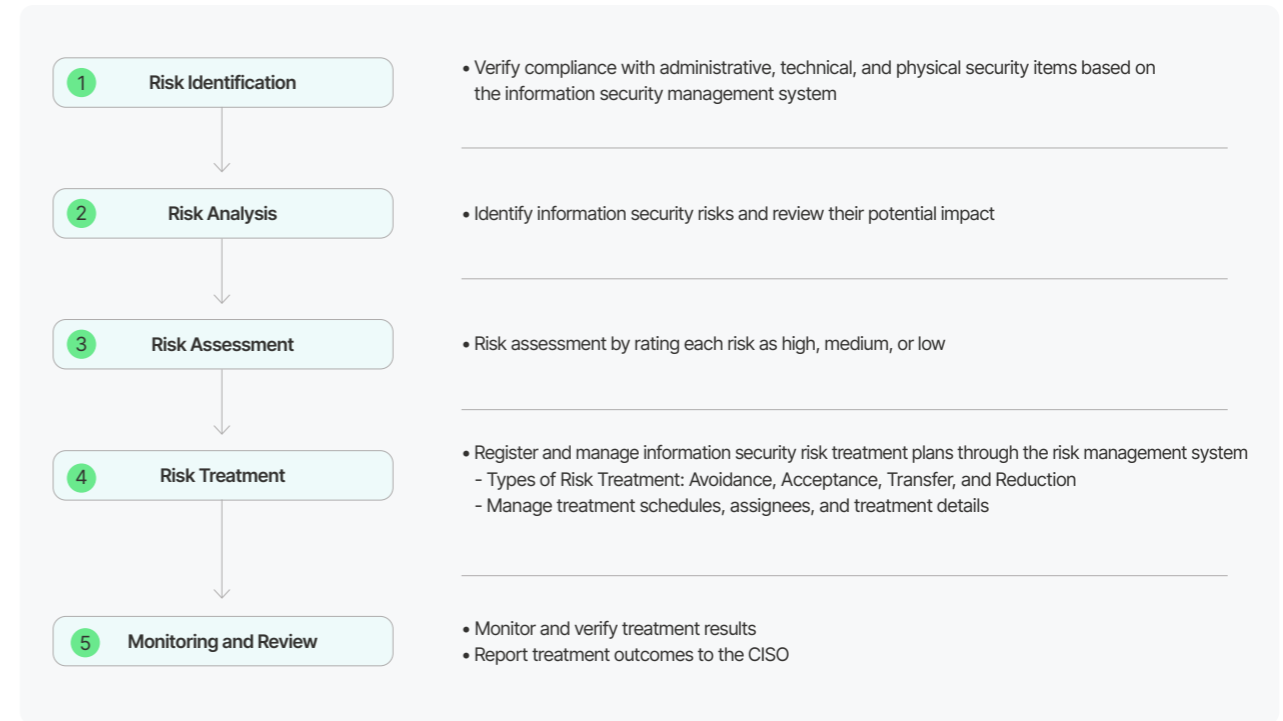 1 Risk Identification
• Verify compliance with administrative, technical, and physical security items based on
the information security management system
2 Risk Analysis
• Identify information security risks and review their potential impact
3 Risk Assessment
• Risk assessment by rating each risk as high, medium, or low
4 Risk Treatment
• Register and manage information security risk treatment plans through the risk management system
- Types of Risk Treatment: Avoidance, Acceptance, Transfer, and Reduction
- Manage treatment schedules, assignees, and treatment details
5 Monitoring and Review
• Monitor and verify treatment results
• Report treatment outcomes to the CISO